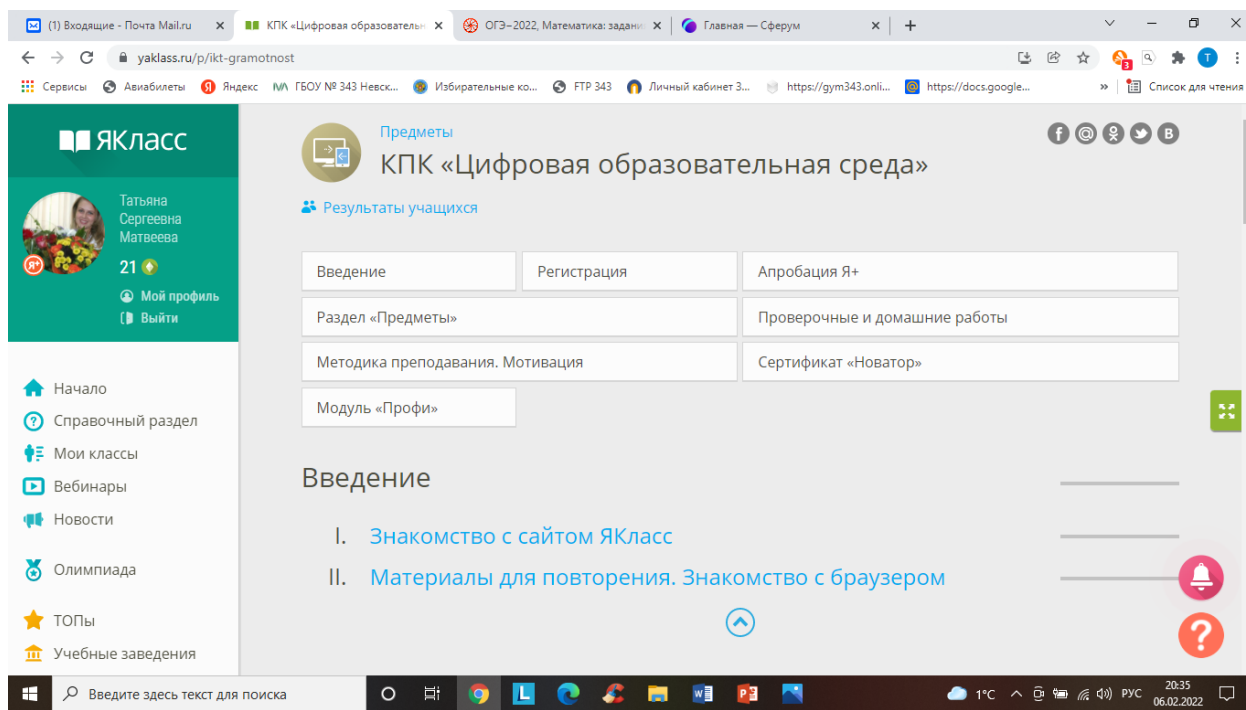 (1) Входящие - Почта Mail.ru
КПК «Цифровая образователь
ОГЭ–2022, Математика: задани
Главная — Сферум
yaklass.ru/p/ikt-gramotnost
3
T
Сервисы
Авиабилеты
Яндекс
ГБОУ № 343 Невск...
Избирательные ко...
FTP 343
Личный кабинет З...
https://gym343.onli...
https://docs.google...
»
Список для чтения
ЯКласс
Татьяна
Сергеевна
Матвеева
Я+
21
Мой профиль
Выйти
Начало
Справочный раздел
Мои классы
Вебинары
Новости
Олимпиада
ТОПы
Учебные заведения
Предметы
КПК «Цифровая образовательная среда»
Результаты учащихся
Введение
Регистрация
Апробация Я+
Раздел «Предметы»
Проверочные и домашние работы
Методика преподавания. Мотивация
Сертификат «Новатор»
Модуль «Профи»
Введение
I. Знакомство с сайтом ЯКласс
II. Материалы для повторения. Знакомство с браузером
Введите здесь текст для поиска
1°C
РУС
20:35
06.02.2022